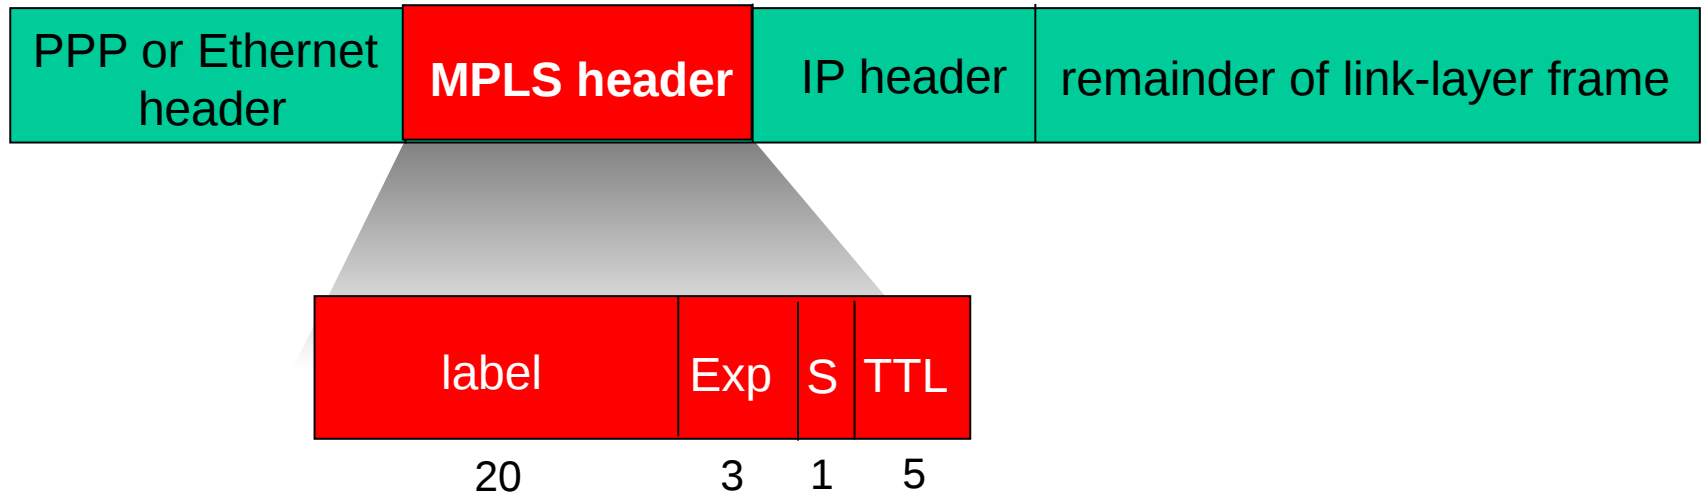 PPP or Ethernet
header
MPLS header
IP header
remainder of link-layer frame
label
Exp
S
TTL
20
3
1
5